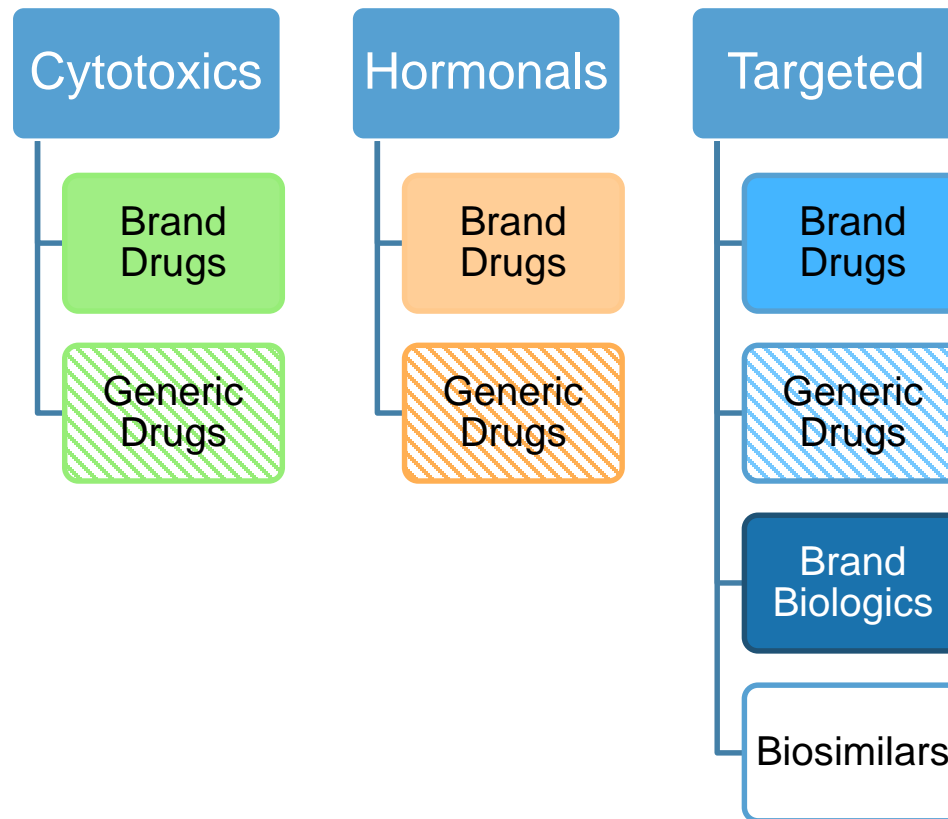 Cytotoxics
Brand
Drugs
Generic
Drugs
Hormonals
Brand
Drugs
Generic
Drugs
Targeted
Brand
Drugs
Generic
Drugs
Brand
Biologics
Biosimilars